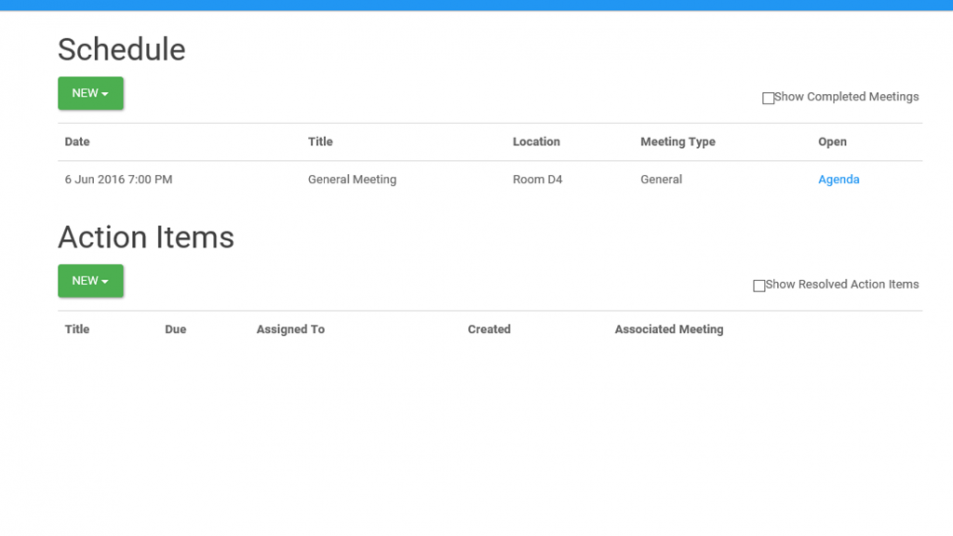 Schedule
NEW
Show Completed Meetings
Date Title Location Meeting Type Open
6 Jun 2016 7:00 PM General Meeting Room D4 General Agenda
Action Items
NEW
Show Resolved Action Items
Title Due Assigned To Created Associated Meeting